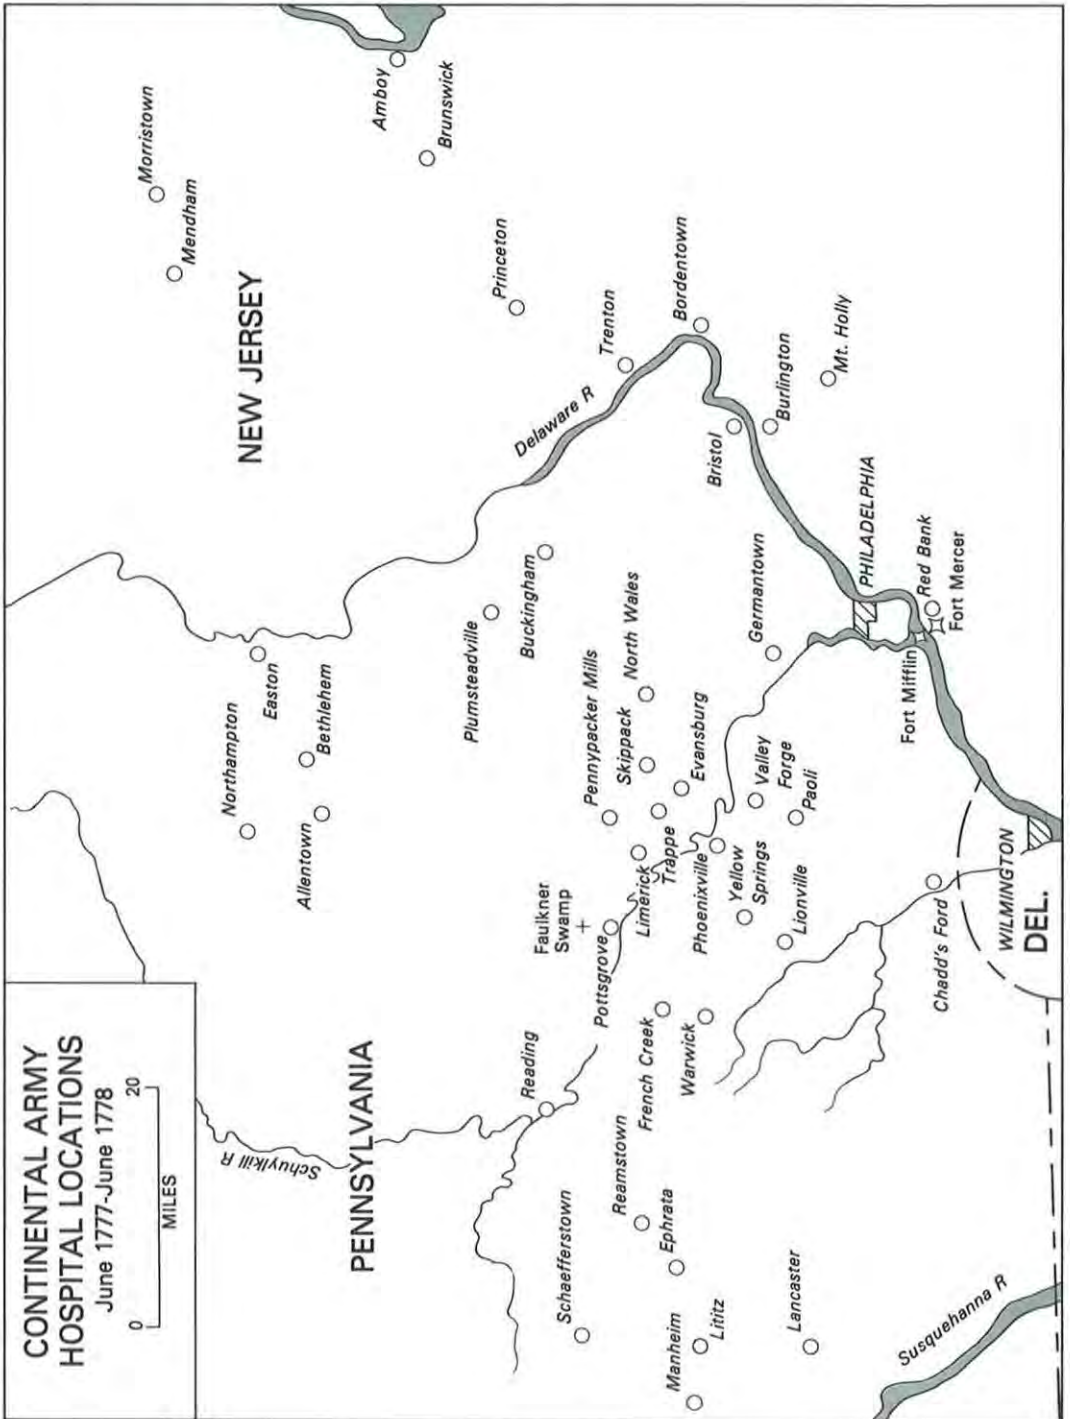 CONTINENTAL ARMY
HOSPITAL LOCATIONS
June 1777-June 1778
0
20
MILES
NEW JERSEY
PENNSYLVANIA
DEL.
Morristown
Mendham
Amboy
Brunswick
Princeton
Trenton
Bordentown
Delaware R
Bristol
Burlington
Mt. Holly
Easton
Northampton
Bethlehem
Allentown
Plumsteadville
Buckingham
Pennypacker Mills
North Wales
Skippack
Evansburg
Germantown
PHILADELPHIA
Red Bank
Fort Mercer
Fort Mifflin
Faulkner
Swamp
Pottsgrove
Limerick
Trappe
Phoenixville
Valley
Forge
Paoli
Yellow
Springs
Lionville
Schuylkill R
Reading
French Creek
Warwick
Chadd's Ford
WILMINGTON
Schaefferstown
Reamstown
Ephrata
Manheim
Lititz
Lancaster
Susquehanna R